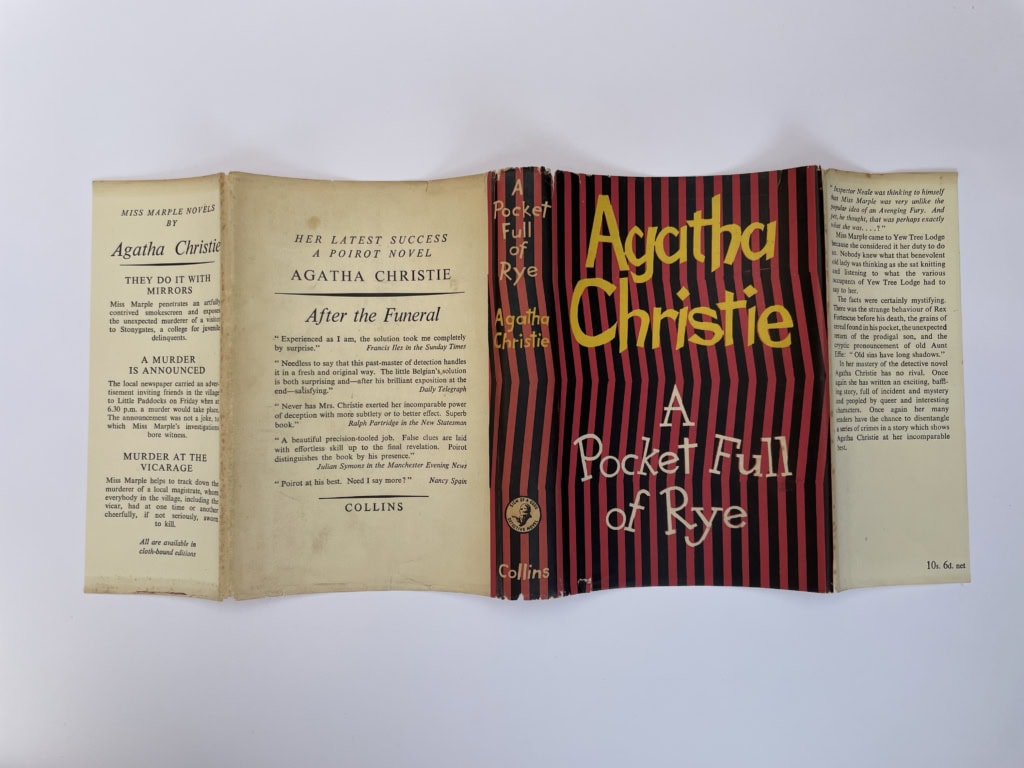 MISS MARPLE NOVELS
BY
Agatha Christie
THEY DO IT WITH
MIRRORS
Miss Marple penetrates an artfully
contrived smokescreen and exposes
the unexpected murderer of a visitor
to Stonygates, a college for juvenile
delinquents.
A MURDER
IS ANNOUNCED
The local newspaper carried an adver-
tisement inviting friends in the village
to Little Paddocks on Friday when at
6.30 p.m. a murder would take place.
The announcement was not a joke, to
which Miss Marple's investigations
bore witness.
MURDER AT THE
VICARAGE
Miss Marple helps to track down the
murderer of a local magistrate, whom
everybody in the village, including the
vicar, had at one time or another
cheerfully, if not seriously, sworn
to kill.
All are available in
cloth-bound editions
HER LATEST SUCCESS
A POIROT NOVEL
AGATHA CHRISTIE
After the Funeral
"Experienced as I am, the solution took me completely
by surprise." Francis Iles in the Sunday Times
"Needless to say that this past-master of detection handles
it in a fresh and original way. The little Belgian's solution
is both surprising and—after his brilliant exposition at the
end—satisfying." Daily Telegraph
"Never has Mrs. Christie exerted her incomparable power
of deception with more subtlety or to better effect. Superb
book." Ralph Partridge in the New Statesman
"A beautiful precision-tooled job. False clues are laid
with effortless skill up to the final revelation. Poirot
distinguishes the book by his presence."
Julian Symons in the Manchester Evening News
"Poirot at his best. Need I say more?" Nancy Spain
COLLINS
A
Pocket
Full
of
Rye
Agatha
Christie
Collins
Agatha
Christie
A
Pocket Full
of Rye
"Inspector Neale was thinking to himself
that Miss Marple was very unlike the
popular idea of an Avenging Fury. And
yet, he thought, that was perhaps exactly
what she was. . . . ?"
Miss Marple came to Yew Tree Lodge
because she considered it her duty to do
so. Nobody knew what that benevolent
old lady was thinking as she sat knitting
and listening to what the various
occupants of Yew Tree Lodge had to
say to her.
The facts were certainly mystifying.
There was the strange behaviour of Rex
Fortescue before his death, the grains of
cereal found in his pocket, the unexpected
return of the prodigal son, and the
cryptic pronouncement of old Aunt
Effie: "Old sins have long shadows."
In her mastery of the detective novel
Agatha Christie has no rival. Once
again she has written an exciting, baffl-
ing story, full of incident and mystery
and peopled by queer and interesting
characters. Once again her many
readers have the chance to disentangle
a series of crimes in a story which shows
Agatha Christie at her incomparable
best.
10s. 6d. net